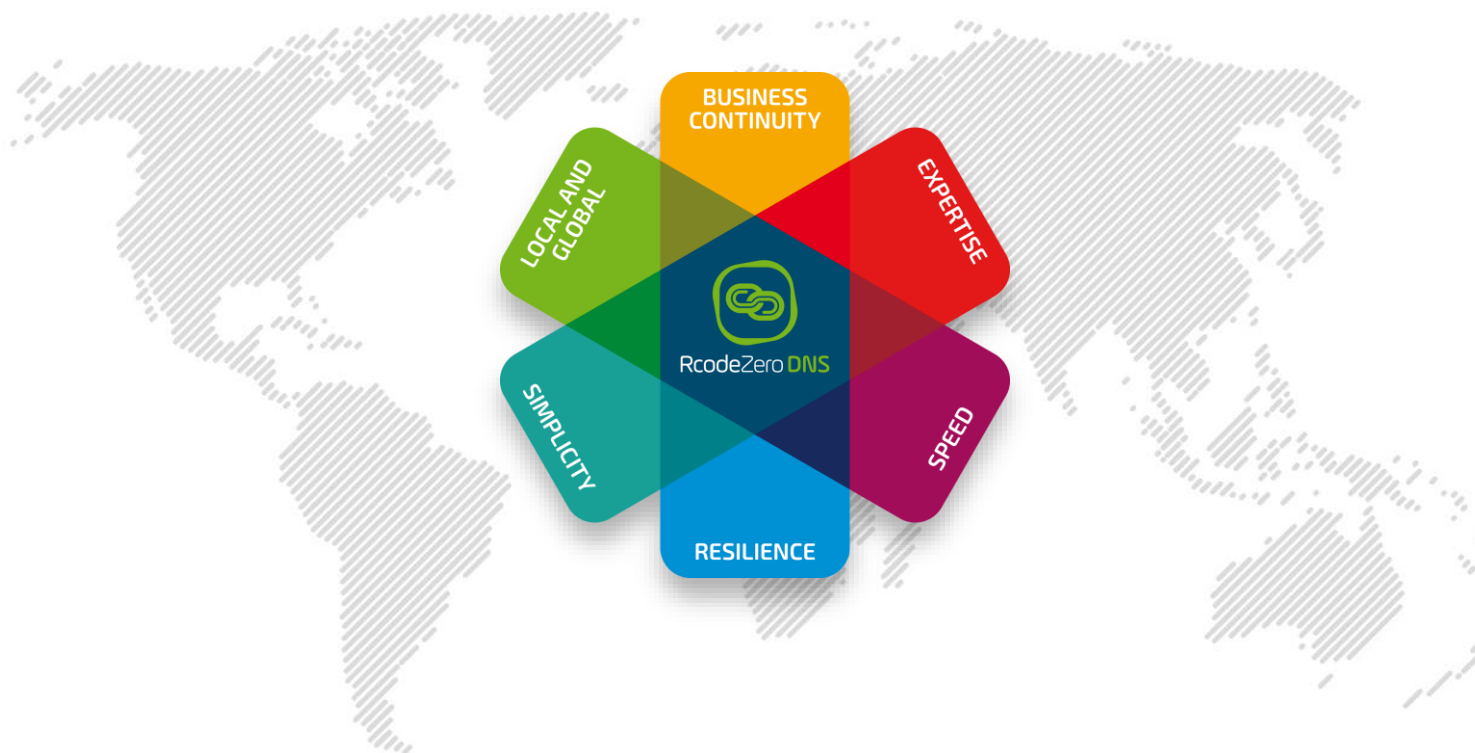 BUSINESS
CONTINUITY
EXPERTISE
SPEED
RESILIENCE
SIMPLICITY
LOCAL AND
GLOBAL
RcodeZero DNS